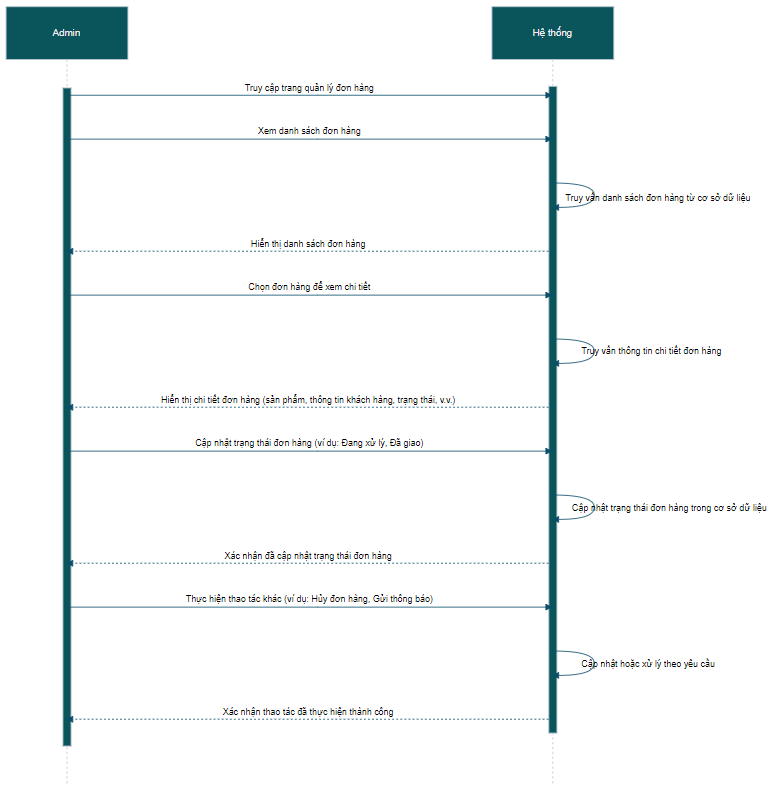 Admin
Hệ thống
Truy cập trang quản lý đơn hàng
Xem danh sách đơn hàng
Truy vấn danh sách đơn hàng từ cơ sở dữ liệu
Hiển thị danh sách đơn hàng
Chọn đơn hàng để xem chi tiết
Truy vấn thông tin chi tiết đơn hàng
Hiển thị chi tiết đơn hàng (sản phẩm, thông tin khách hàng, trạng thái, v.v.)
Cập nhật trạng thái đơn hàng (ví dụ: Đang xử lý, Đã giao)
Cập nhật trạng thái đơn hàng trong cơ sở dữ liệu
Xác nhận đã cập nhật trạng thái đơn hàng
Thực hiện thao tác khác (ví dụ: Hủy đơn hàng, Gửi thông báo)
Cập nhật hoặc xử lý theo yêu cầu
Xác nhận thao tác đã thực hiện thành công